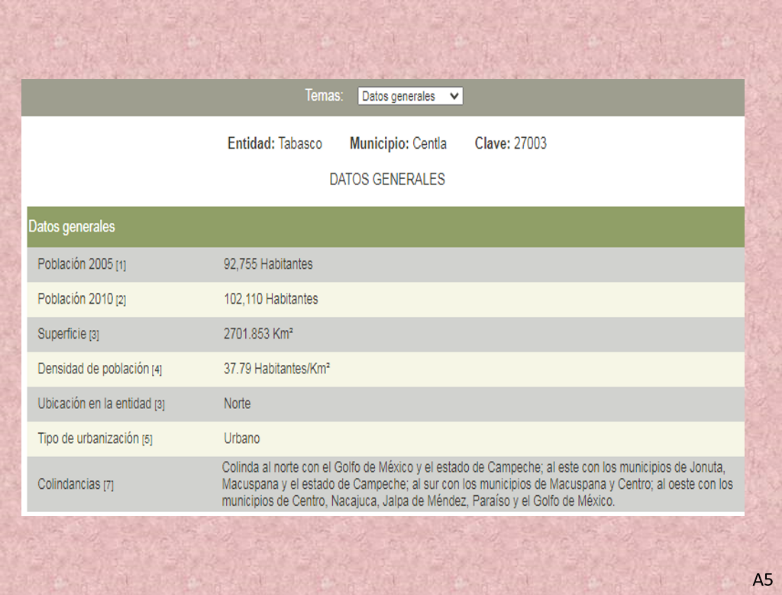 Temas: Datos generales
Entidad: Tabasco Municipio: Centla Clave: 27003
DATOS GENERALES
Datos generales
Población 2005 [1] 92,755 Habitantes
Población 2010 [2] 102,110 Habitantes
Superficie [3] 2701.853 Km²
Densidad de población [4] 37.79 Habitantes/Km²
Ubicación en la entidad [3] Norte
Tipo de urbanización [5] Urbano
Colindancias [7] Colinda al norte con el Golfo de México y el estado de Campeche; al este con los municipios de Jonuta,
Macuspana y el estado de Campeche; al sur con los municipios de Macuspana y Centro; al oeste con los
municipios de Centro, Nacajuca, Jalpa de Méndez, Paraíso y el Golfo de México.
A5